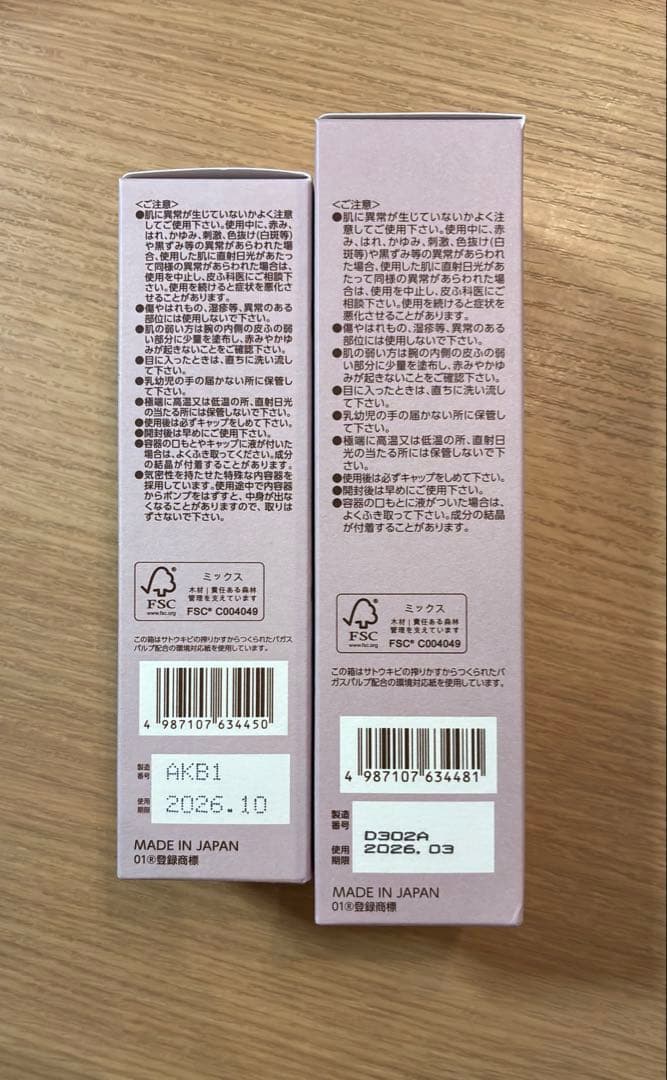 <ご注意>
●肌に異常が生じていないかよく注意
してご使用下さい。使用中に、赤み、
はれ、かゆみ、刺激、色抜け(白斑等)
や黒ずみ等の異常があらわれた場
合、使用した肌に直射日光があたっ
て同様の異常があらわれた場合は、
使用を中止し、皮ふ科医にご相談下
さい。使用を続けると症状を悪化さ
せることがあります。
●傷やはれもの、湿疹等、異常のある
部位には使用しないで下さい。
●肌の弱い方は腕の内側の皮ふの弱
い部分に少量を塗布し、赤みやかゆ
みが起きないことをご確認下さい。
●目に入ったときは、直ちに洗い流し
て下さい。
●乳幼児の手の届かない所に保管し
て下さい。
●極端に高温又は低温の所、直射日光
の当たる所には保管しないで下さい。
●使用後は必ずキャップをしめて下さい。
●開封後は早めにご使用下さい。
●容器の口もとやキャップに液が付いた
場合は、よくふき取ってください。成分
の結晶が付着することがあります。
●気密性を持たせた特殊な内容器を
採用しています。使用途中で内容器
からポンプをはずすと、中身が出な
くなることがありますので、取りは
ずさないで下さい。
FSC
www.fsc.org
ミックス
木材|責任ある森林
管理を支えています
FSC® C004049
この箱はサトウキビの搾りかすからつくられたバガス
パルプ配合の環境対応紙を使用しています。
4 987107 634450
製造
番号
AKB1
使用
期限
2026.10
MADE IN JAPAN
01®登録商標
<ご注意>
●肌に異常が生じていないかよく注
意してご使用下さい。使用中に、赤
み、はれ、かゆみ、刺激、色抜け(白
斑等)や黒ずみ等の異常があらわれ
た場合、使用した肌に直射日光があ
たって同様の異常があらわれた場
合は、使用を中止し、皮ふ科医にご
相談下さい。使用を続けると症状を
悪化させることがあります。
●傷やはれもの、湿疹等、異常のある
部位には使用しないで下さい。
●肌の弱い方は腕の内側の皮ふの弱
い部分に少量を塗布し、赤みやかゆ
みが起きないことをご確認下さい。
●目に入ったときは、直ちに洗い流し
て下さい。
●乳幼児の手の届かない所に保管し
て下さい。
●極端に高温又は低温の所、直射日
光の当たる所には保管しないで下
さい。
●使用後は必ずキャップをしめて下さい。
●開封後は早めにご使用下さい。
●容器の口もとに液がついた場合は、
よくふき取って下さい。成分の結晶
が付着することがあります。
FSC
www.fsc.org
ミックス
木材|責任ある森林
管理を支えています
FSC® C004049
この箱はサトウキビの搾りかすからつくられたバ
ガスパルプ配合の環境対応紙を使用しています。
4 987107 634481
製造
番号
D302A
使用
期限
2026.03
MADE IN JAPAN
01®登録商標